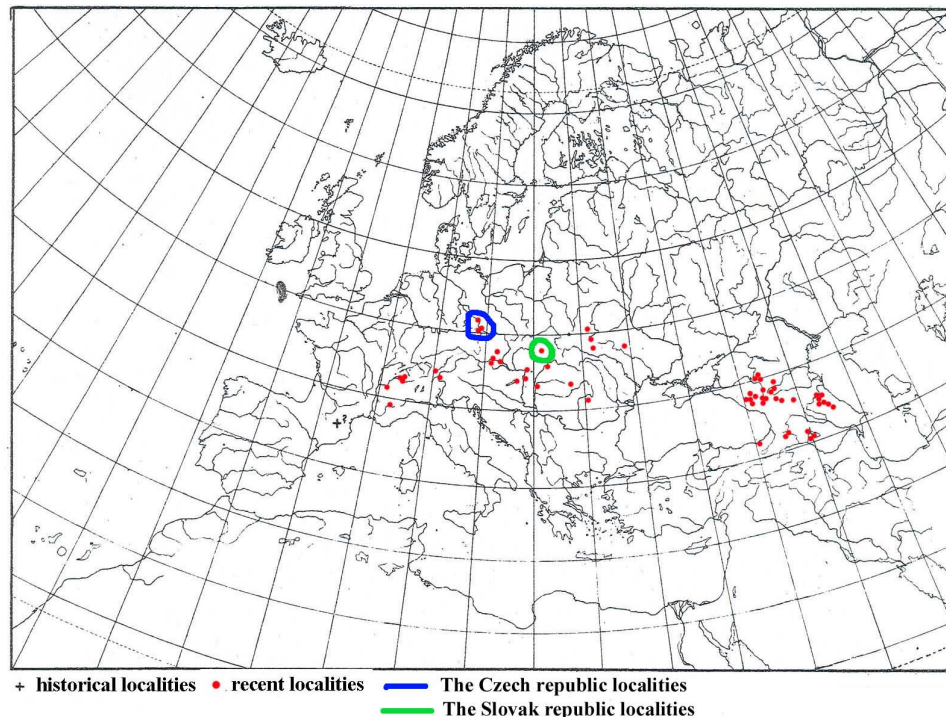 +?
+ historical localities • recent localities The Czech republic localities
The Slovak republic localities